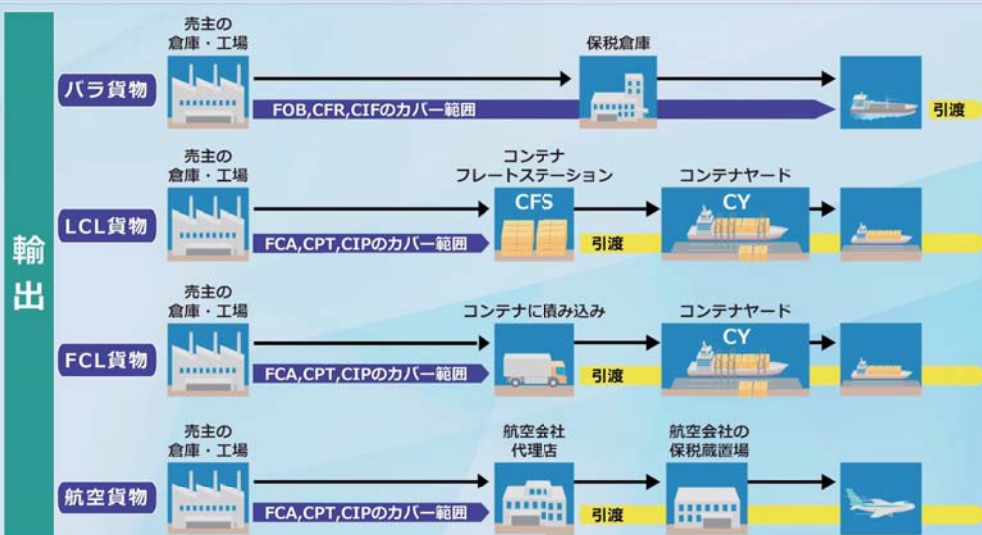 輸出
バラ貨物
売主の
倉庫・工場
保税倉庫
FOB,CFR,CIFのカバー範囲
引渡
LCL貨物
売主の
倉庫・工場
コンテナ
フレートステーション
CFS
コンテナヤード
CY
FCA,CPT,CIPのカバー範囲
引渡
FCL貨物
売主の
倉庫・工場
コンテナに積み込み
コンテナヤード
CY
FCA,CPT,CIPのカバー範囲
引渡
航空貨物
売主の
倉庫・工場
航空会社
代理店
航空会社の
保税蔵置場
FCA,CPT,CIPのカバー範囲
引渡